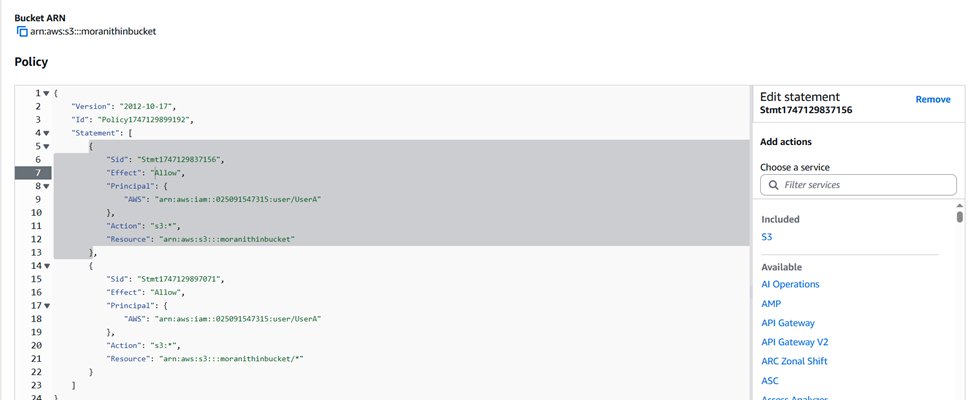 Bucket ARN
arn:aws:s3:::moranithinbucket
Policy
1 {
2 "Version": "2012-10-17",
3 "Id": "Policy1747129899192",
4 "Statement": [
5 {
6 "Sid": "Stmt1747129837156",
7 "Effect": "Allow",
8 "Principal": {
9 "AWS": "arn:aws:iam::025091547315:user/UserA"
10 },
11 "Action": "s3:*",
12 "Resource": "arn:aws:s3:::moranithinbucket"
13 },
14 {
15 "Sid": "Stmt1747129897071",
16 "Effect": "Allow",
17 "Principal": {
18 "AWS": "arn:aws:iam::025091547315:user/UserA"
19 },
20 "Action": "s3:*",
21 "Resource": "arn:aws:s3:::moranithinbucket/*"
22 }
23 ]
24 }
Edit statement
Remove
Stmt1747129837156
Add actions
Choose a service
Filter services
Included
S3
Available
AI Operations
AMP
API Gateway
API Gateway V2
ARC Zonal Shift
ASC
Access Analyzer